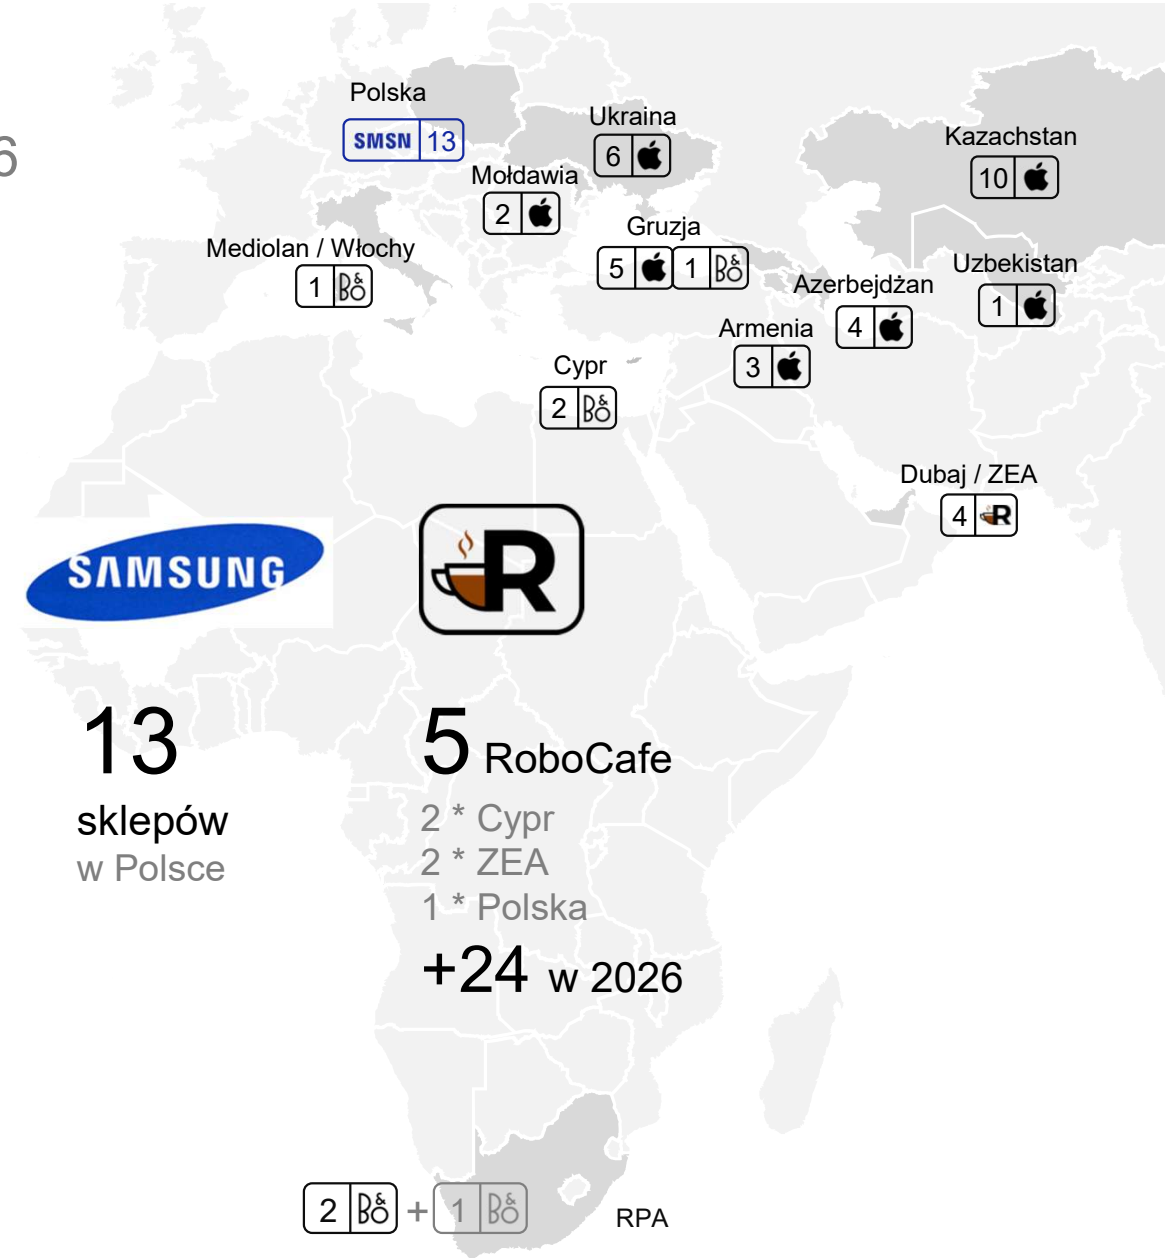 6
Polska
SMSN 13
Ukraina
6
Kazachstan
10
Mołdawia
2
Gruzja
5 1 B&O
Mediolan / Włochy
1 B&O
Uzbekistan
1
Azerbejdżan
4
Armenia
3
Cypr
2 B&O
Dubaj / ZEA
4 R
SAMSUNG
R
13
sklepów
w Polsce
5 RoboCafe
2 * Cypr
2 * ZEA
1 * Polska
+24 w 2026
2 B&O + 1 B&O
RPA